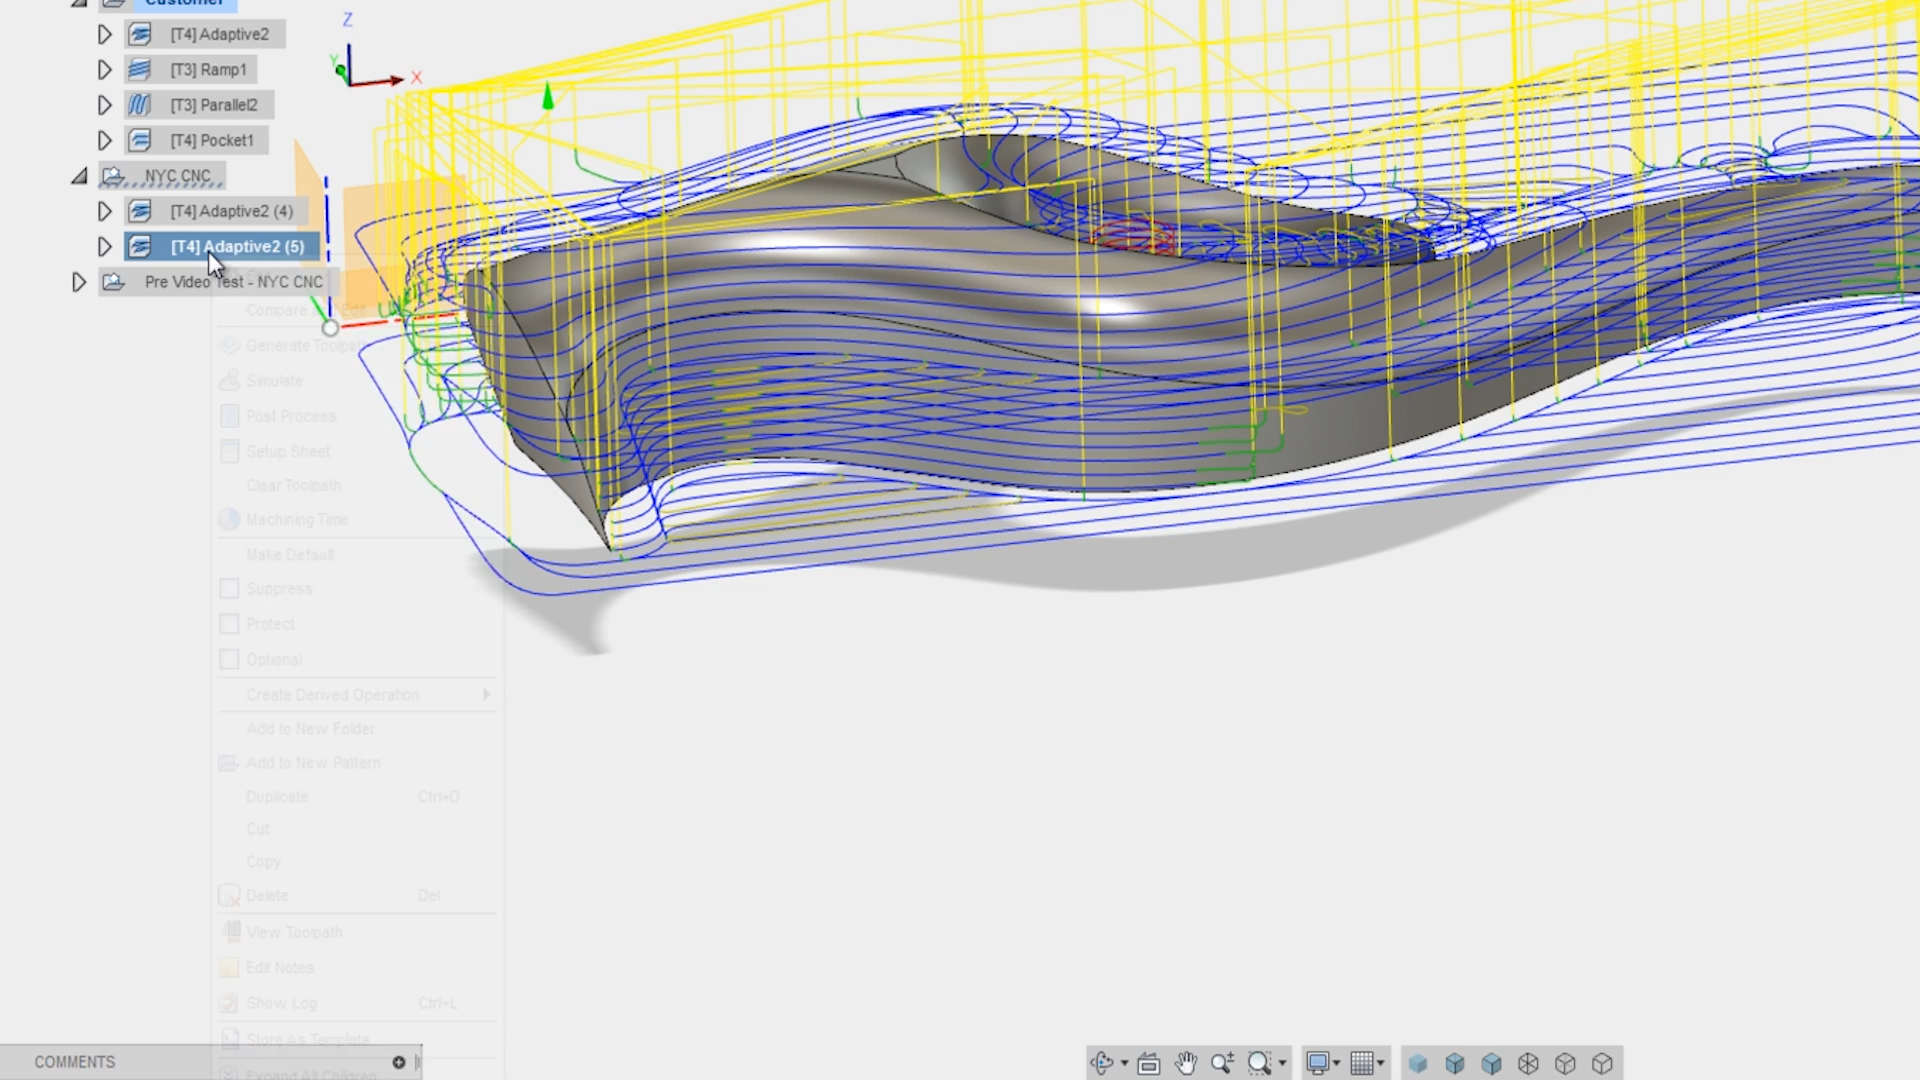 Customer
Z
[T4] Adaptive2
Y
X
[T3] Ramp1
[T3] Parallel2
[T4] Pocket1
NYC CNC
[T4] Adaptive2 (4)
[T4] Adaptive2 (5)
Pre Video Test - NYC CNC
Compare
Generate Toolpath
Simulate
Post Process
Setup Sheet
Clear Toolpath
Machining Time
Make Default
Suppress
Protect
Optional
Create Derived Operation
Add to New Folder
Add to New Pattern
Duplicate Ctrl+D
Cut
Copy
Delete Del
View Toolpath
Edit Notes
Show Log Ctrl+L
Store As Template
Expand All Children
COMMENTS